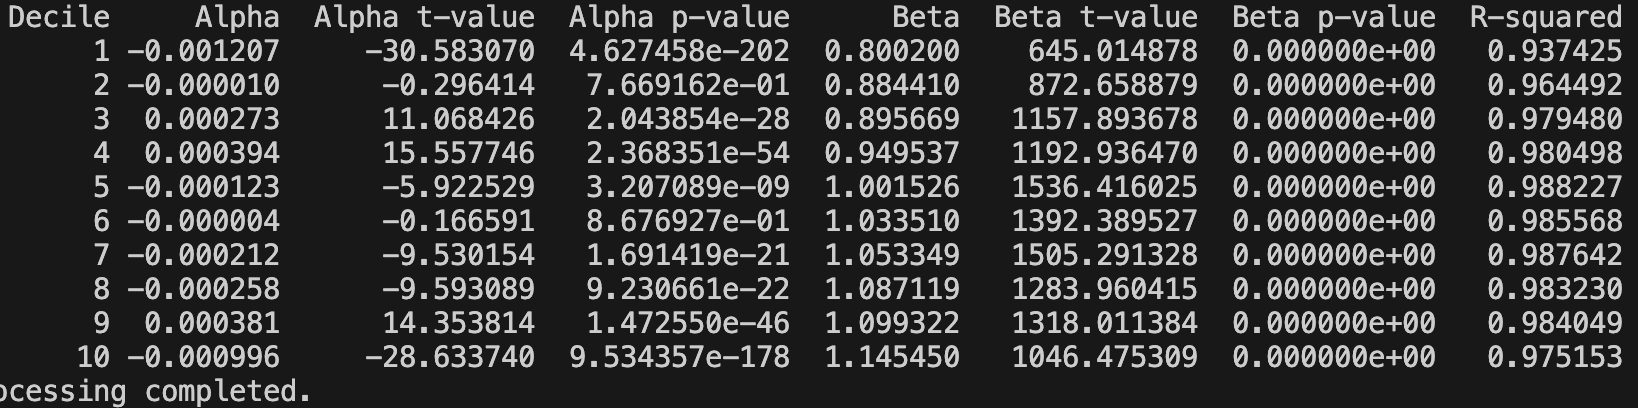 Decile Alpha Alpha t-value Alpha p-value Beta Beta t-value Beta p-value R-squared
1 -0.001207 -30.583070 4.627458e-202 0.800200 645.014878 0.000000e+00 0.937425
2 -0.000010 -0.296414 7.669162e-01 0.884410 872.658879 0.000000e+00 0.964492
3 0.000273 11.068426 2.043854e-28 0.895669 1157.893678 0.000000e+00 0.979480
4 0.000394 15.557746 2.368351e-54 0.949537 1192.936470 0.000000e+00 0.980498
5 -0.000123 -5.922529 3.207089e-09 1.001526 1536.416025 0.000000e+00 0.988227
6 -0.000004 -0.166591 8.676927e-01 1.033510 1392.389527 0.000000e+00 0.985568
7 -0.000212 -9.530154 1.691419e-21 1.053349 1505.291328 0.000000e+00 0.987642
8 -0.000258 -9.593089 9.230661e-22 1.087119 1283.960415 0.000000e+00 0.983230
9 0.000381 14.353814 1.472550e-46 1.099322 1318.011384 0.000000e+00 0.984049
10 -0.000996 -28.633740 9.534357e-178 1.145450 1046.475309 0.000000e+00 0.975153
ocessing completed.